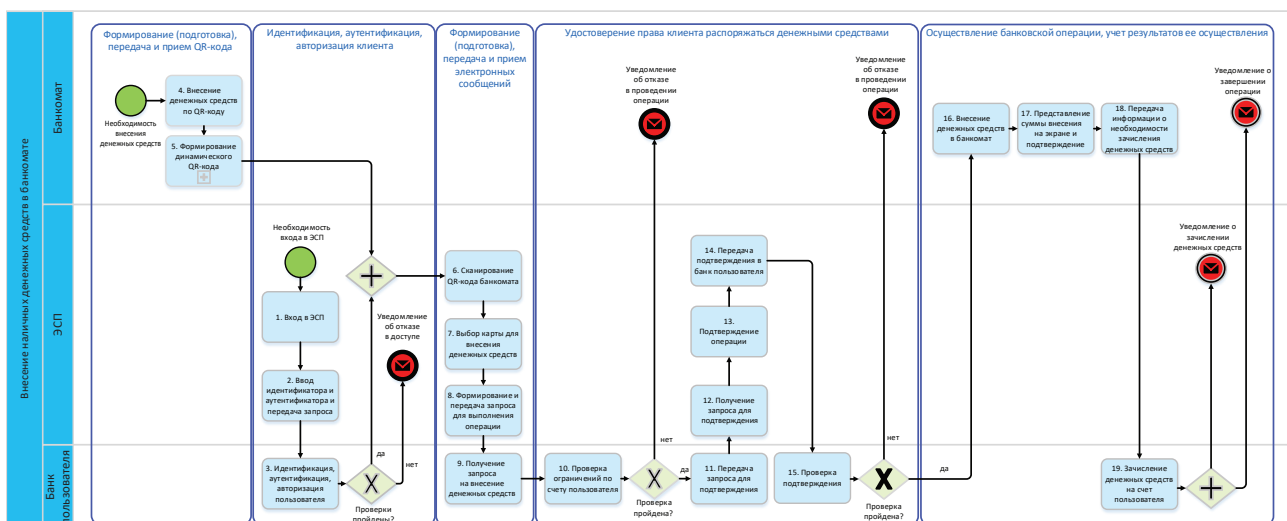 Внесение наличных денежных средств в банкомате
Банкомат
ЭСП
Банк
пользователя
Формирование (подготовка),
передача и прием QR-кода
Необходимость
внесения
денежных средств
4. Внесение
денежных средств
по QR-коду
5. Формирование
динамического
QR-кода
Идентификация, аутентификация,
авторизация клиента
Необходимость
входа в ЭСП
1. Вход в ЭСП
2. Ввод
идентификатора и
аутентификатора и
передача запроса
3. Идентификация,
аутентификация,
авторизация
пользователя
Уведомление
об отказе
в доступе
да
нет
Проверки
пройдены?
Формирование
(подготовка),
передача и прием
электронных
сообщений
6. Сканирование
QR-кода банкомата
7. Выбор карты для
внесения
денежных средств
8. Формирование и
передача запроса
для выполнения
операции
9. Получение
запроса
на внесение
денежных средств
Удостоверение права клиента распоряжаться денежными средствами
Уведомление
об отказе
в проведении
операции
10. Проверка
ограничений по
счету пользователя
нет
да
Проверка
пройдена?
11. Передача
запроса для
подтверждения
12. Получение
запроса для
подтверждения
13.
Подтверждение
операции
14. Передача
подтверждения в
банк пользователя
15. Проверка
подтверждения
Уведомление
об отказе
в проведении
операции
нет
да
Проверка
пройдена?
Осуществление банковской операции, учет результатов ее осуществления
16. Внесение
денежных средств
в банкомат
17. Представление
суммы внесения
на экране и
подтверждение
18. Передача
информации о
необходимости
зачисления
денежных средств
Уведомление о
завершении
операции
Уведомление о
зачислении
денежных средств
19. Зачисление
денежных средств
на счет
пользователя